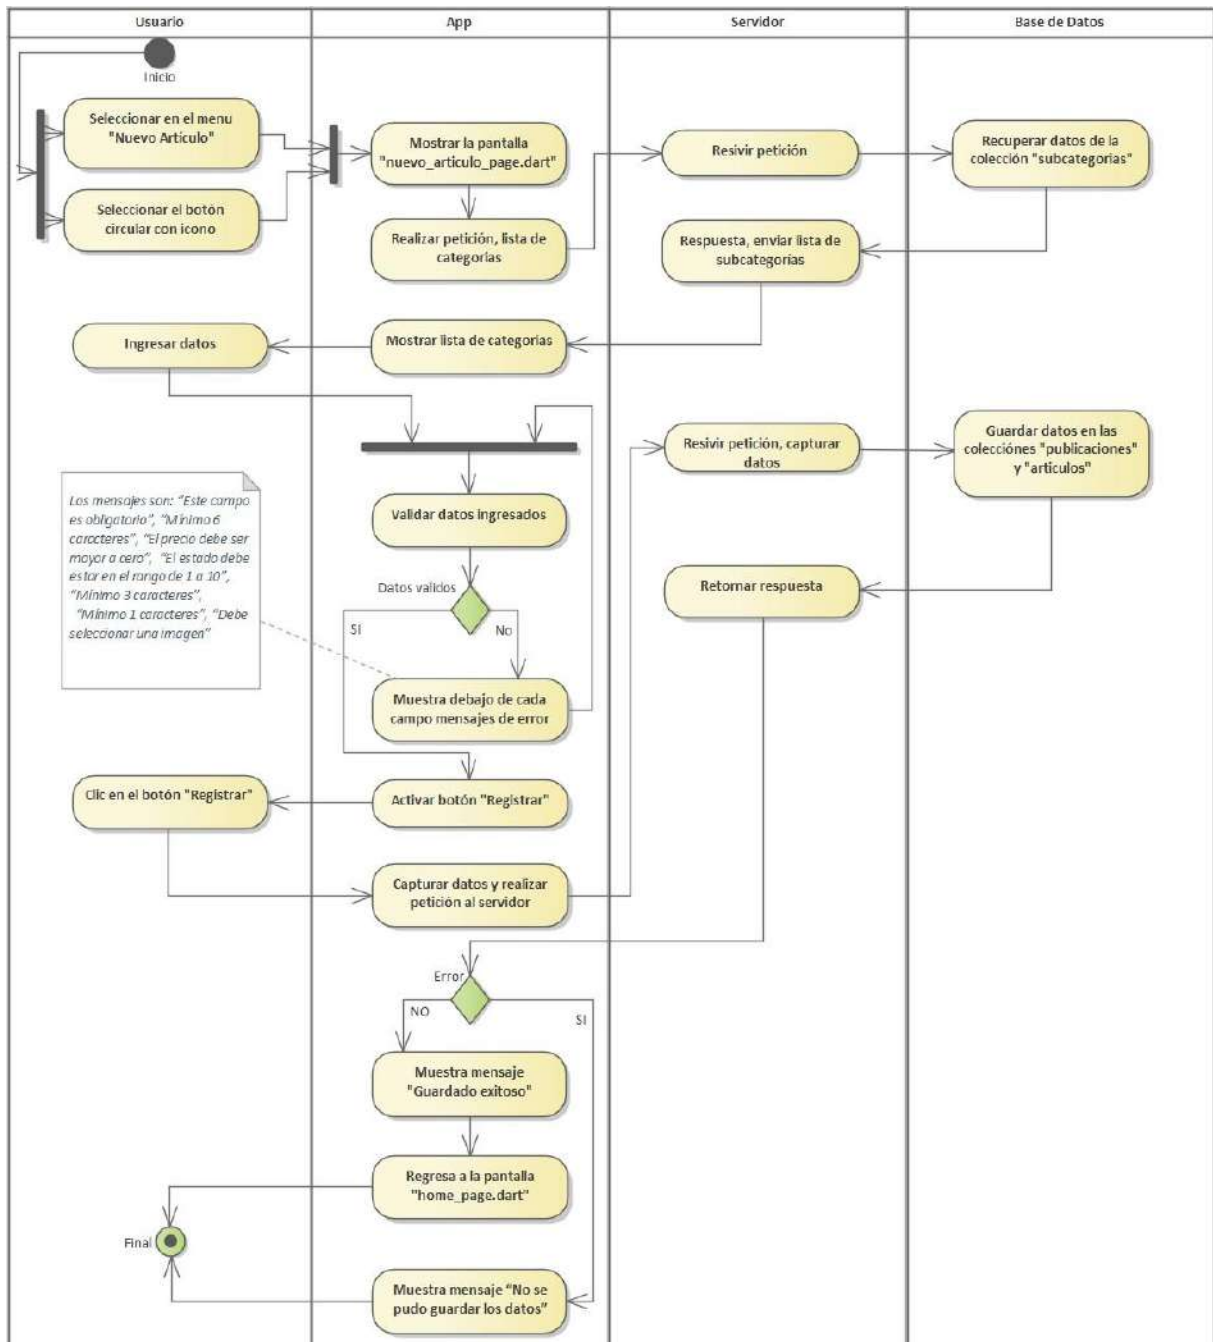 Usuario
App
Servidor
Base de Datos
Inicio
Seleccionar en el menu
"Nuevo Artículo"
Mostrar la pantalla
"nuevo_articulo_page.dart"
Resivir petición
Recuperar datos de la
colección "subcategorias"
Seleccionar el botón
circular con icono
Realizar petición, lista de
categorías
Respuesta, enviar lista de
subcategorías
Ingresar datos
Mostrar lista de categorias
Resivir petición, capturar
datos
Guardar datos en las
colecciónes "publicaciones"
y "articulos"
Los mensajes son: “Este campo
es obligatorio”, “Mínimo 6
caracteres”, “El precio debe ser
mayor a cero”, “El estado debe
estar en el rango de 1 a 10”,
“Mínimo 3 caracteres”,
“Mínimo 1 caracteres”, “Debe
seleccionar una imagen”
Validar datos ingresados
Datos validos
SI
No
Retornar respuesta
Muestra debajo de cada
campo mensajes de error
Clic en el botón "Registrar"
Activar botón "Registrar"
Capturar datos y realizar
petición al servidor
Error
NO
SI
Muestra mensaje
"Guardado exitoso"
Regresa a la pantalla
"home_page.dart"
Final
Muestra mensaje “No se
pudo guardar los datos”